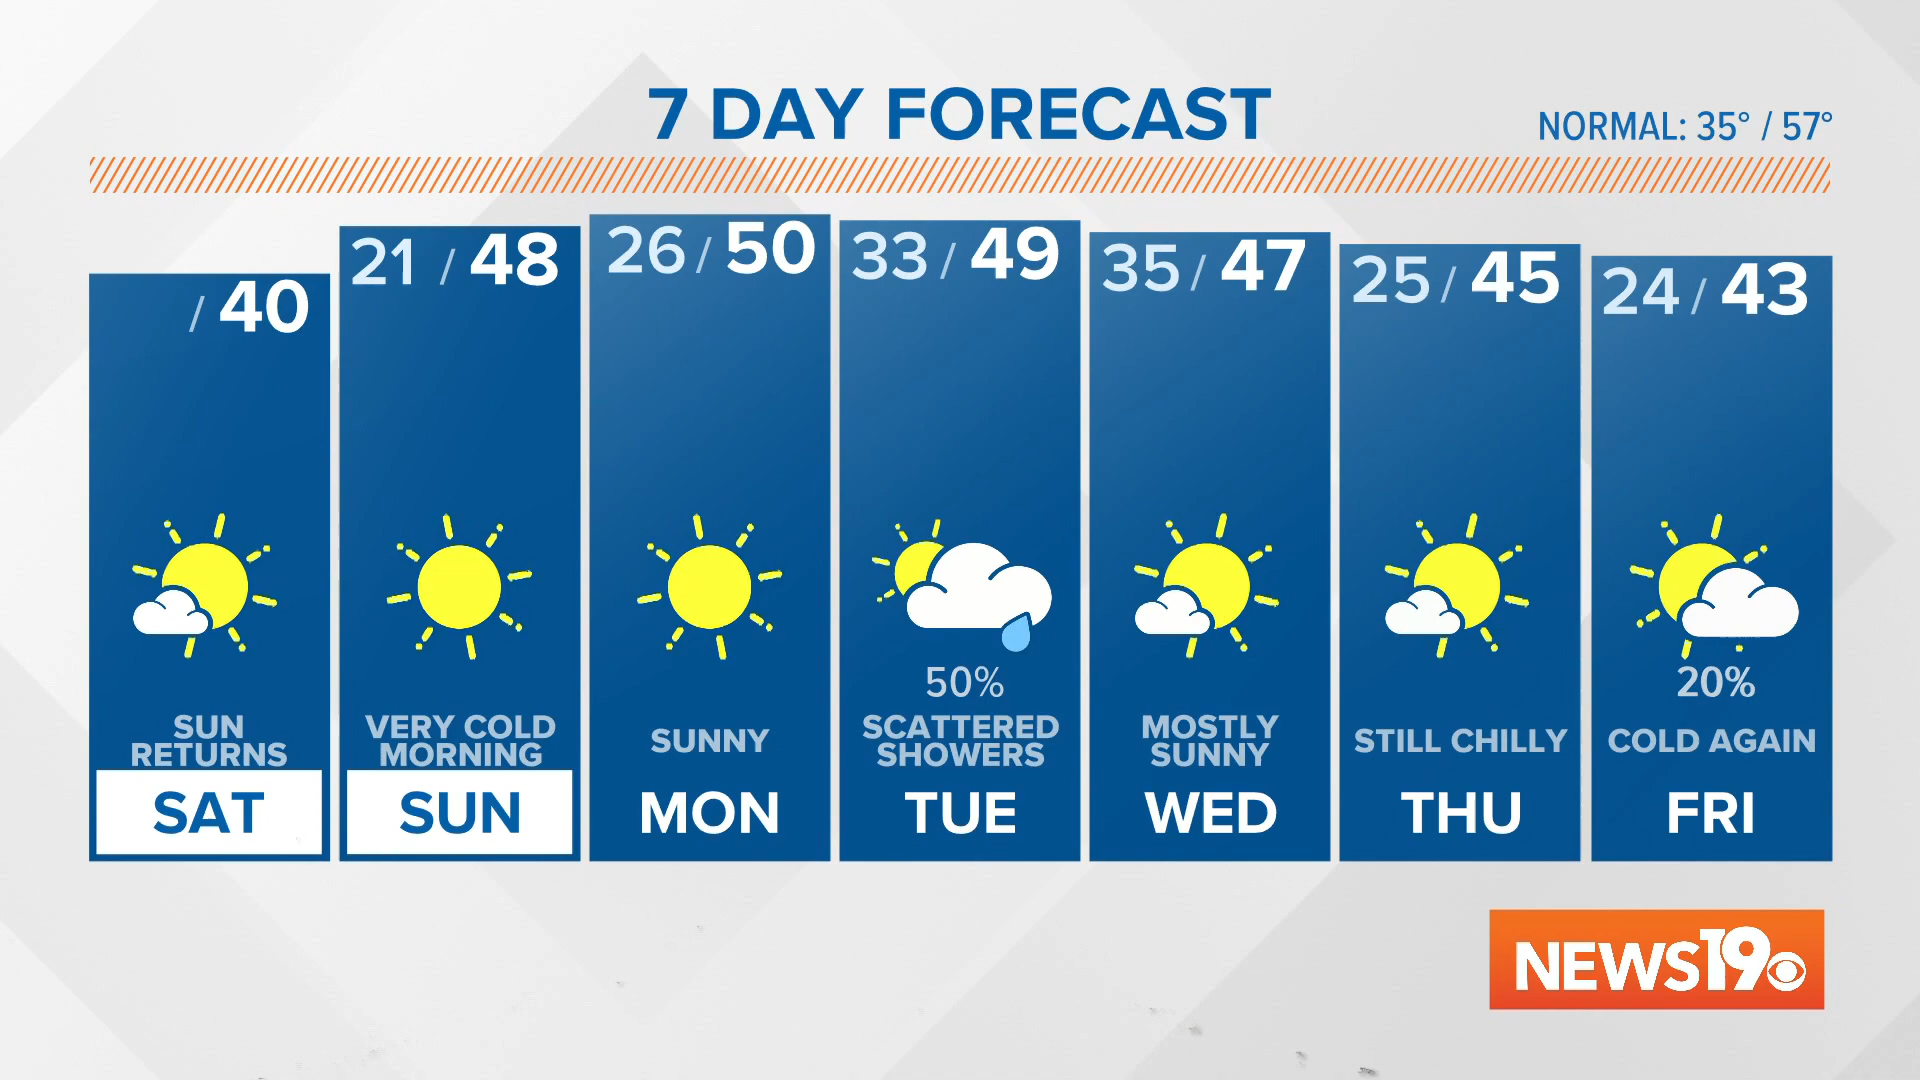 7 DAY FORECAST
NORMAL: 35° / 57°
/ 40
SUN
RETURNS
SAT
21 / 48
VERY COLD
MORNING
SUN
26 / 50
SUNNY
MON
33 / 49
50%
SCATTERED
SHOWERS
TUE
35 / 47
MOSTLY
SUNNY
WED
25 / 45
STILL CHILLY
THU
24 / 43
20%
COLD AGAIN
FRI
NEWS19